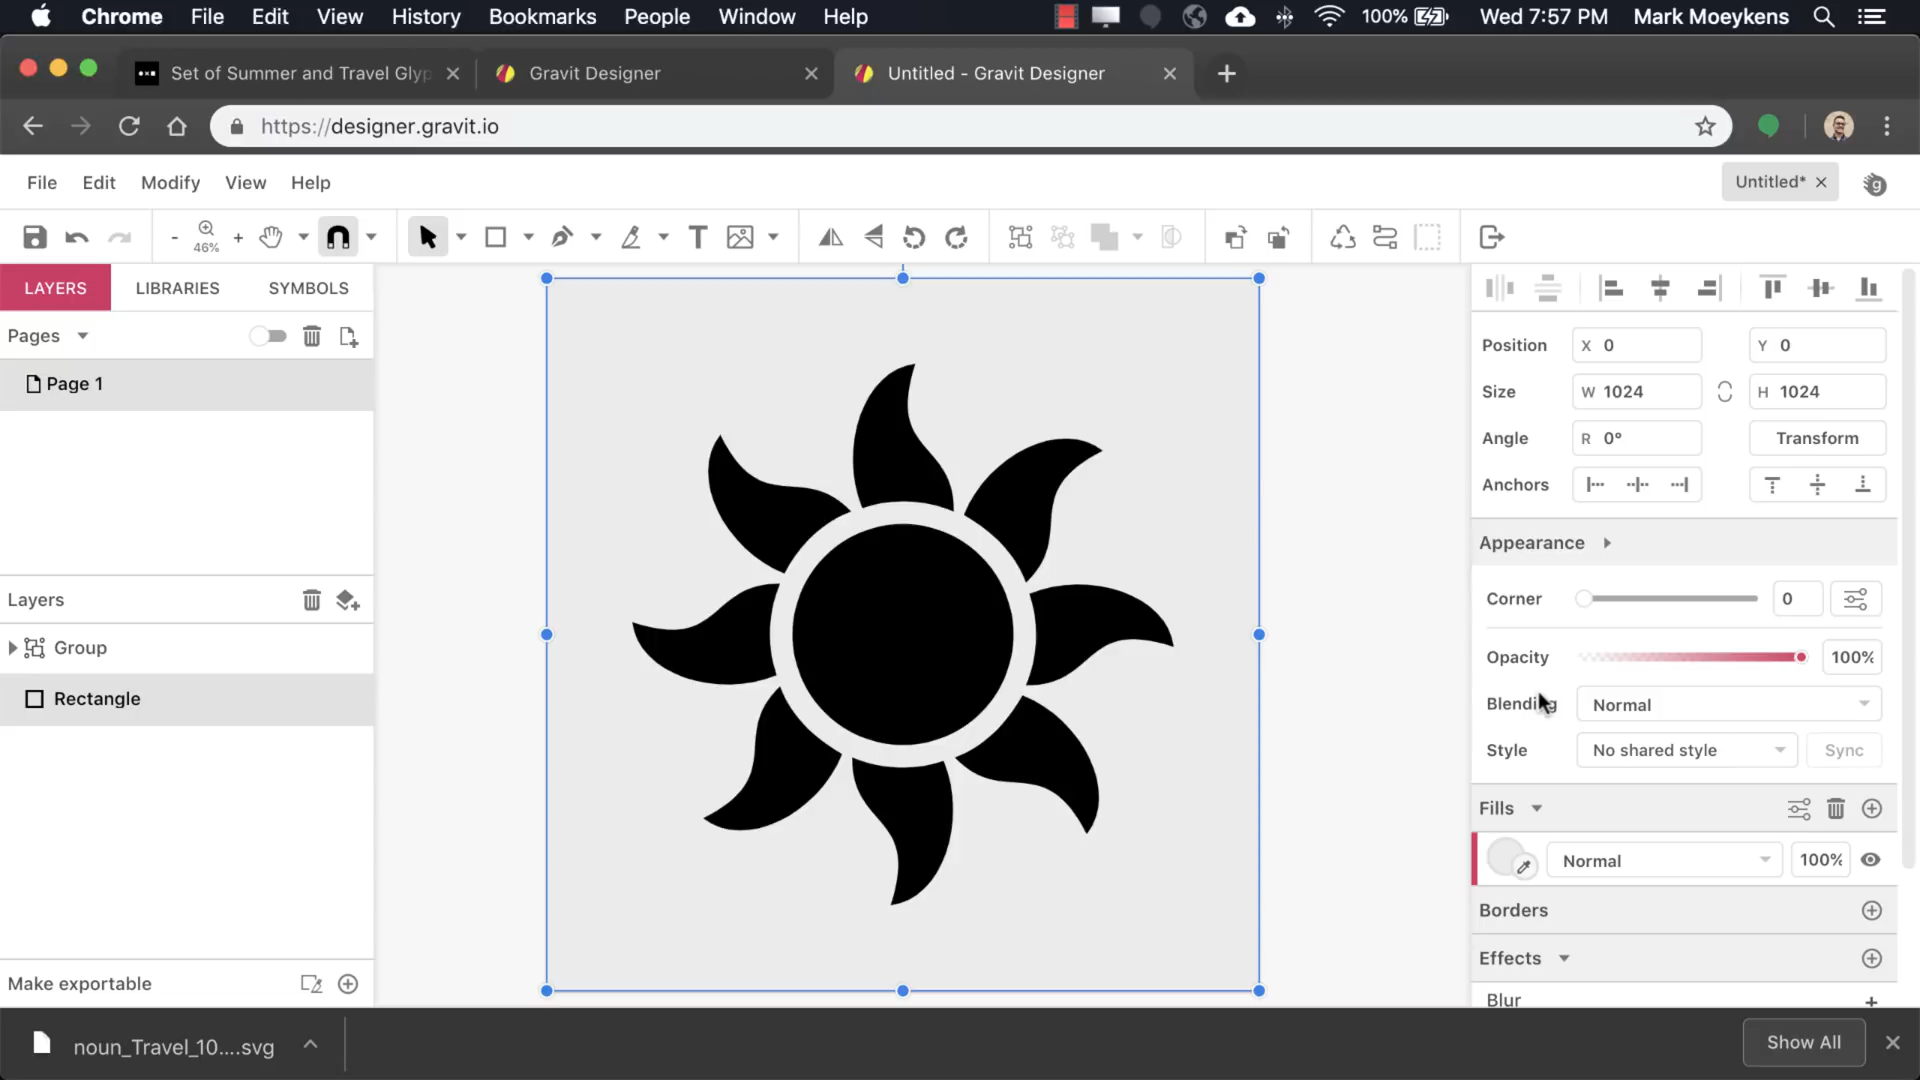 Chrome File Edit View History Bookmarks People Window Help 100% Wed 7:57 PM Mark Moeykens
Set of Summer and Travel Glyp
Gravit Designer
Untitled - Gravit Designer
https://designer.gravit.io
File Edit Modify View Help
Untitled*
46%
LAYERS LIBRARIES SYMBOLS
Pages
Page 1
Layers
Group
Rectangle
Make exportable
Position X 0 Y 0
Size W 1024 H 1024
Angle R 0° Transform
Anchors
Appearance
Corner 0
Opacity 100%
Blending Normal
Style No shared style Sync
Fills
Normal 100%
Borders
Effects
Blur
noun_Travel_10....svg
Show All